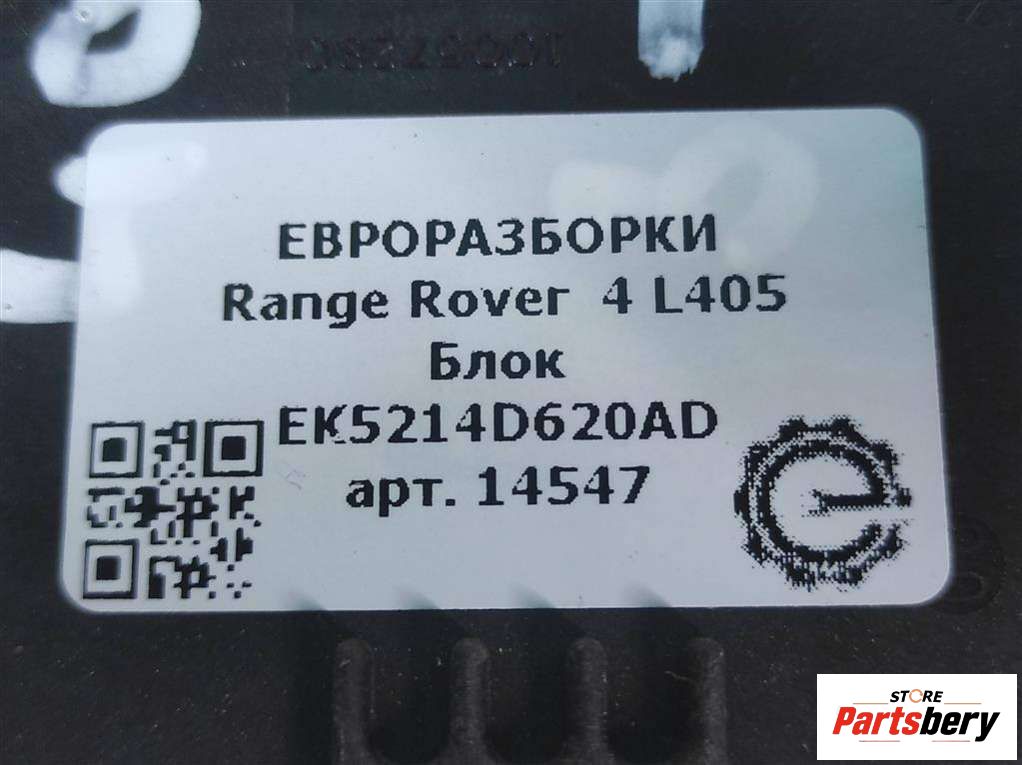 ЕВРОРАЗБОРКИ
Range Rover 4 L405
Блок
EK5214D620AD
арт. 14547
STORE
Partsbery